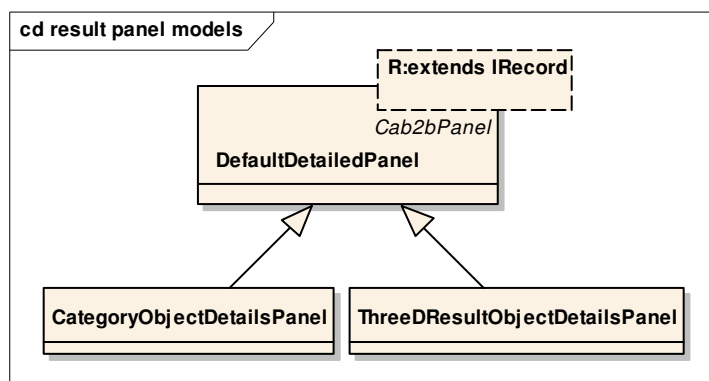 cd result panel models
R:extends IRecord
Cab2bPanel
DefaultDetailedPanel
CategoryObjectDetailsPanel
ThreeDResultObjectDetailsPanel